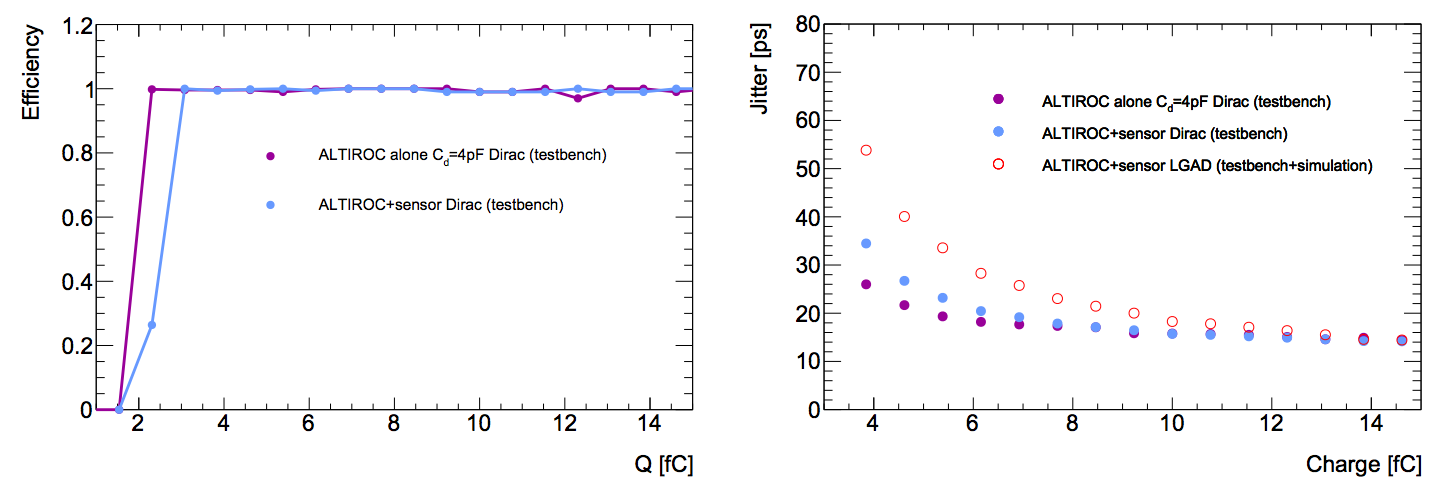 Efficiency
1.2
1
0.8
0.6
0.4
0.2
0
2 4 6 8 10 12 14
Q [fC]
ALTIROC alone Cd=4pF Dirac (testbench)
ALTIROC+sensor Dirac (testbench)
Jitter [ps]
80
70
60
50
40
30
20
10
0
4 6 8 10 12 14
Charge [fC]
ALTIROC alone Cd=4pF Dirac (testbench)
ALTIROC+sensor Dirac (testbench)
ALTIROC+sensor LGAD (testbench+simulation)